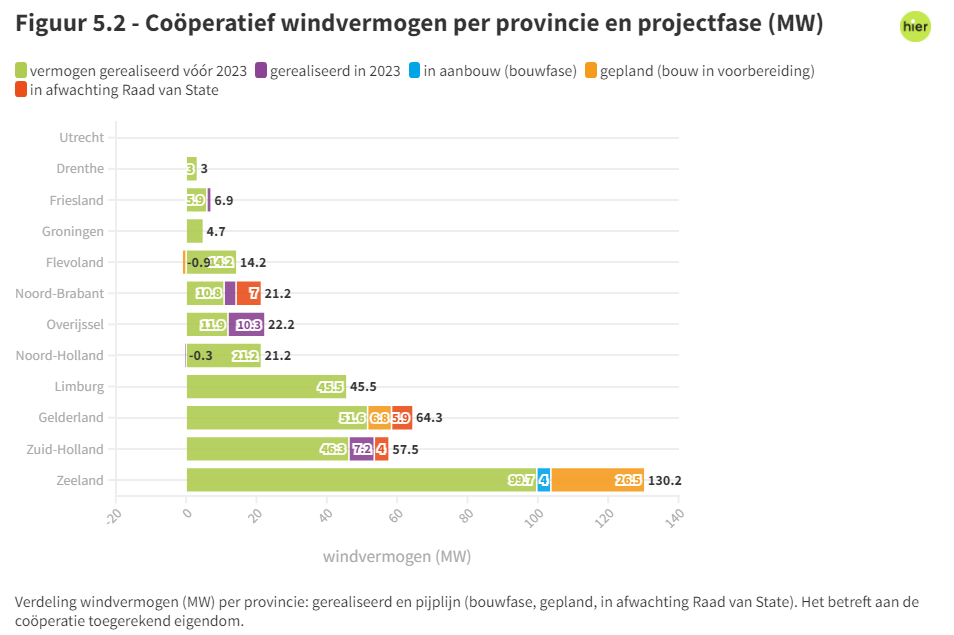 Figuur 5.2 - Coöperatief windvermogen per provincie en projectfase (MW)
hier
vermogen gerealiseerd vóór 2023 gerealiseerd in 2023 in aanbouw (bouwfase) gepland (bouw in voorbereiding)
in afwachting Raad van State
Utrecht
Drenthe 3 3
Friesland 5.9 6.9
Groningen 4.7
Flevoland -0.9 14.2 14.2
Noord-Brabant 10.8 7 21.2
Overijssel 11.9 10.3 22.2
Noord-Holland -0.3 21.2 21.2
Limburg 45.5 45.5
Gelderland 51.6 6.8 5.9 64.3
Zuid-Holland 46.3 7.2 4 57.5
Zeeland 99.7 4 26.5 130.2
-20 0 20 40 60 80 100 120 140
windvermogen (MW)
Verdeling windvermogen (MW) per provincie: gerealiseerd en pijplijn (bouwfase, gepland, in afwachting Raad van State). Het betreft aan de
coöperatie toegerekend eigendom.